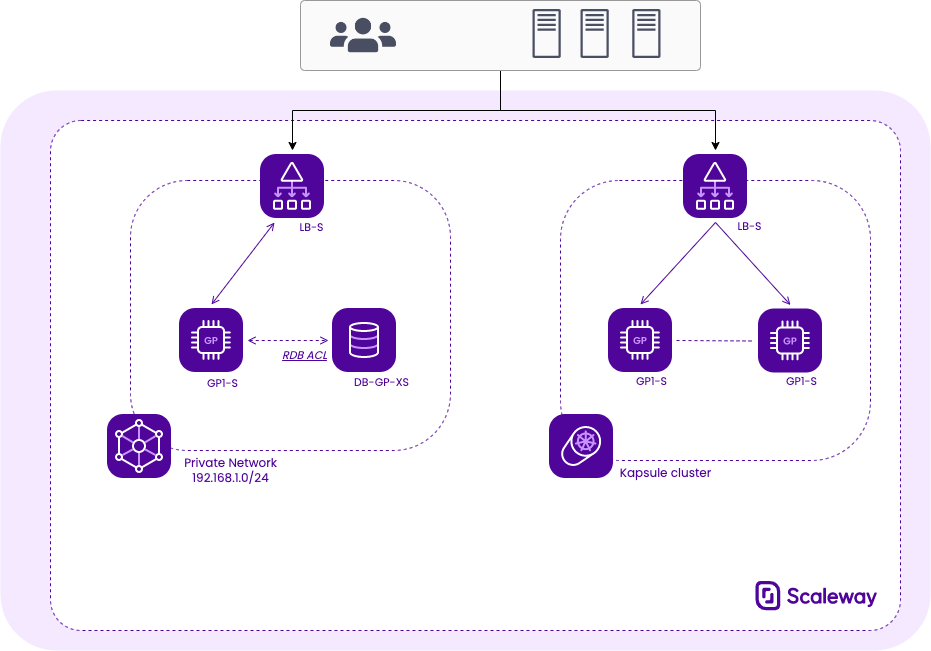 LB-S
LB-S
GP
RDB ACL
GP1-S
DB-GP-XS
GP
GP
GP1-S
GP1-S
Private Network
192.168.1.0/24
Kapsule cluster
Scaleway